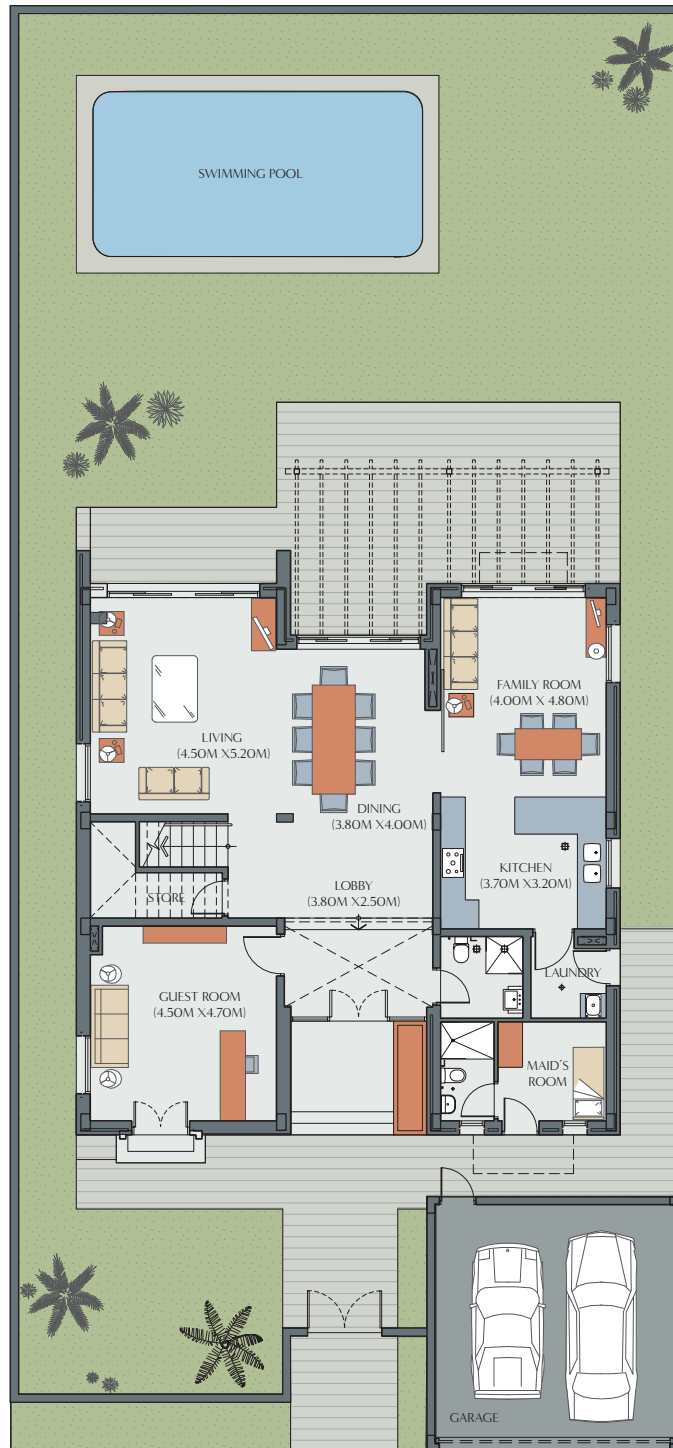 SWIMMING POOL
FAMILY ROOM
(4.00M X 4.80M)
LIVING
(4.50M X5.20M)
DINING
(3.80M X4.00M)
KITCHEN
(3.70M X3.20M)
LOBBY
(3.80M X2.50M)
STORE
LAUNDRY
GUEST ROOM
(4.50M X4.70M)
MAID'S
ROOM
GARAGE